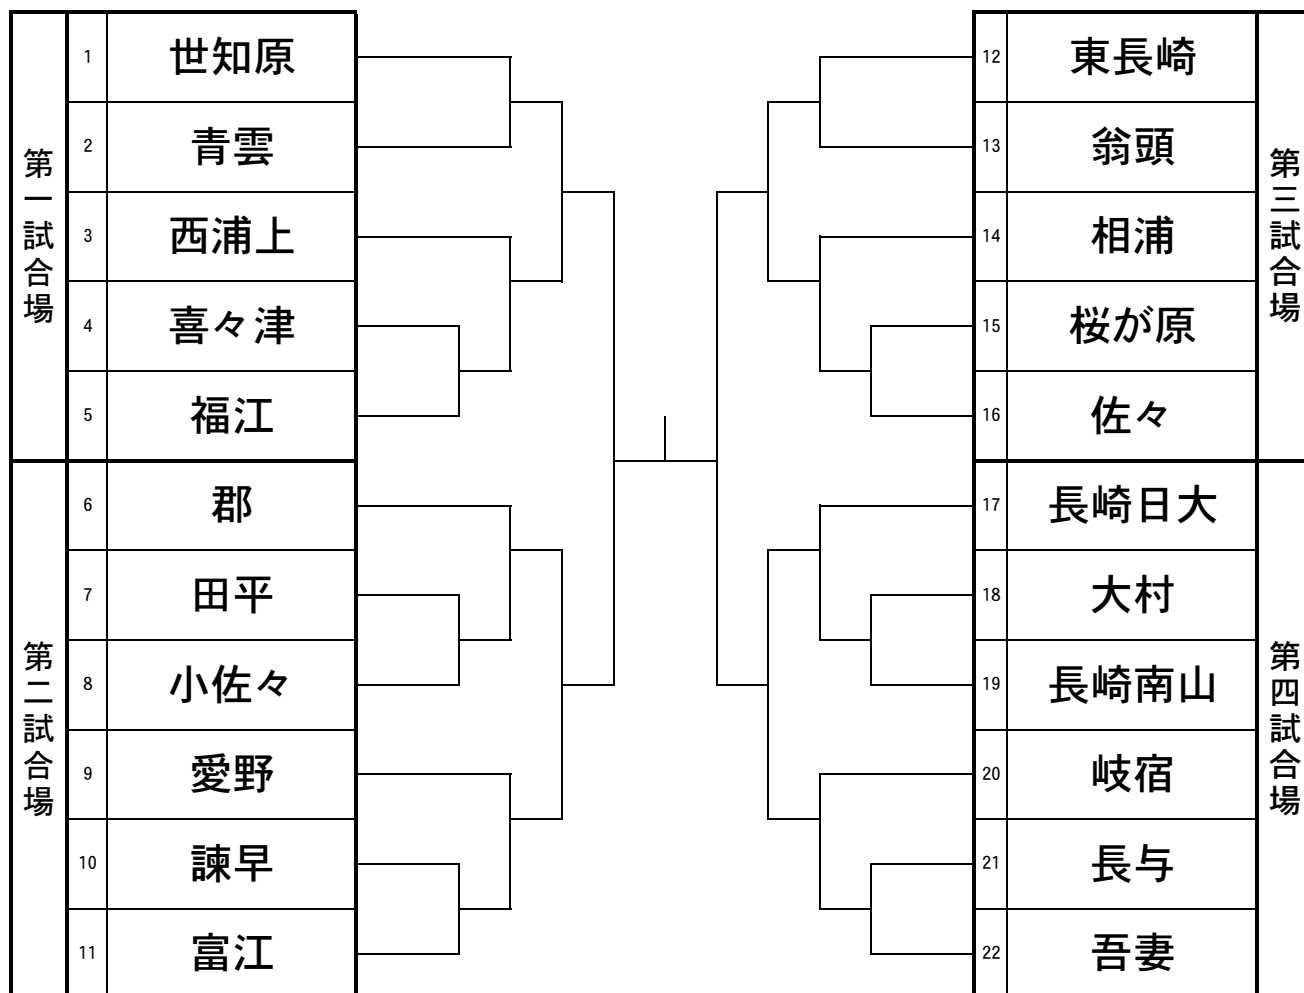 第一試合場
1 世知原
2 青雲
3 西浦上
4 喜々津
5 福江
第二試合場
6 郡
7 田平
8 小佐々
9 愛野
10 諫早
11 富江
第三試合場
12 東長崎
13 翁頭
14 相浦
15 桜が原
16 佐々
第四試合場
17 長崎日大
18 大村
19 長崎南山
20 岐宿
21 長与
22 吾妻